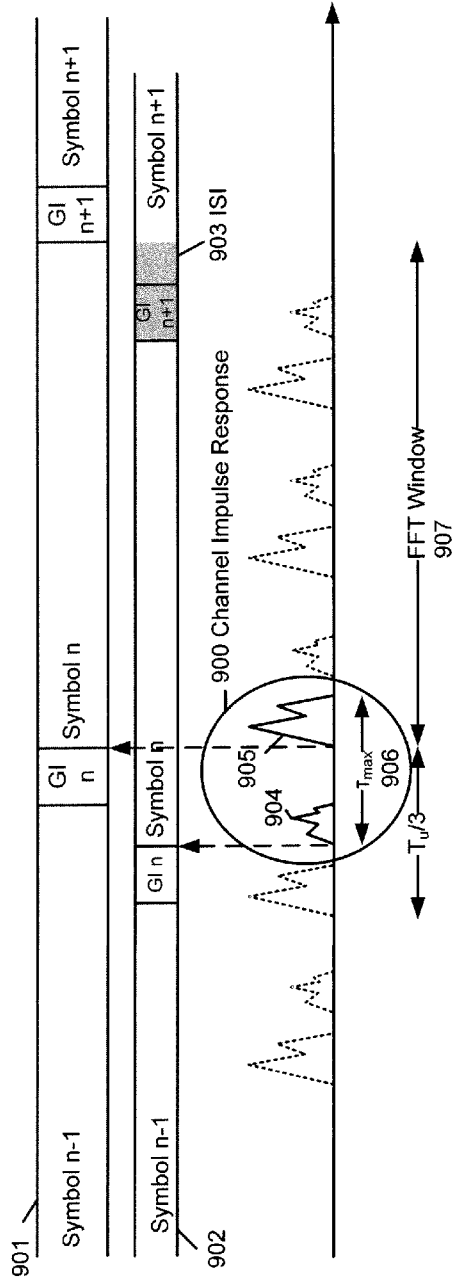 901
Symbol n-1
GI
n
Symbol n
GI
n+1
Symbol n+1
902
Symbol n-1
GI n
Symbol n
GI
n+1
Symbol n+1
903 ISI
900 Channel Impulse Response
904
905
Tmax
906
Tu/3
FFT Window
907